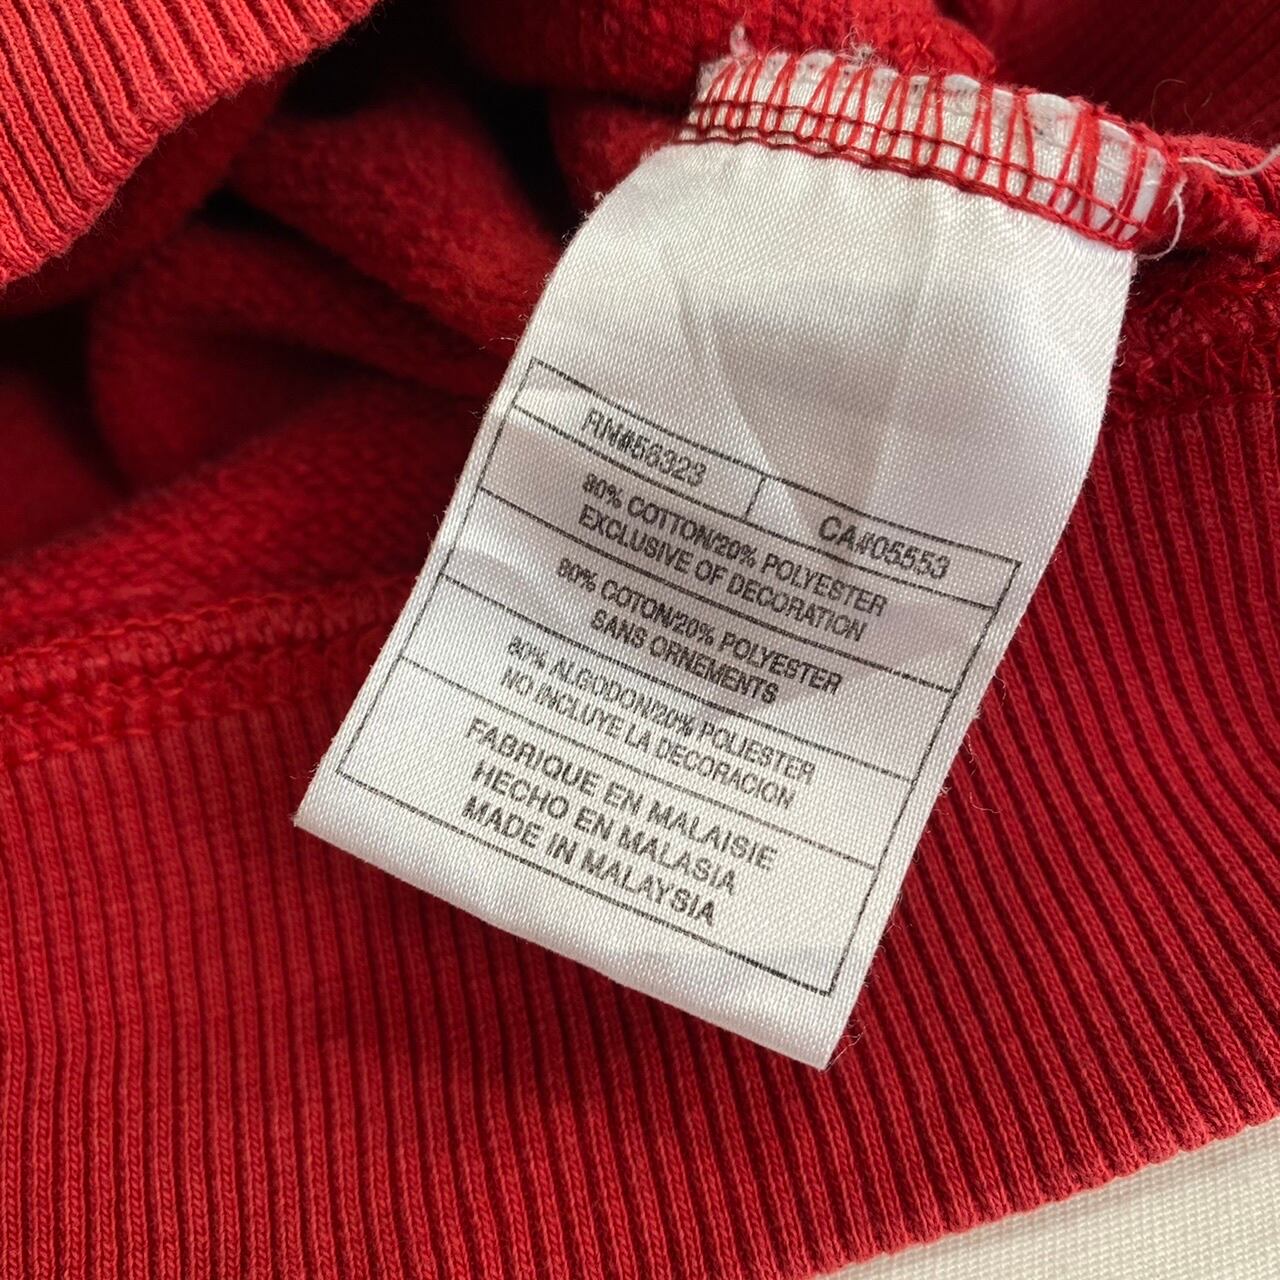 RN#56323
CA#05553
80% COTTON/20% POLYESTER
EXCLUSIVE OF DECORATION
80% COTON/20% POLYESTER
SANS ORNEMENTS
80% ALGODON/20% POLIESTER
NO INCLUYE LA DECORACION
FABRIQUE EN MALAISIE
HECHO EN MALASIA
MADE IN MALAYSIA